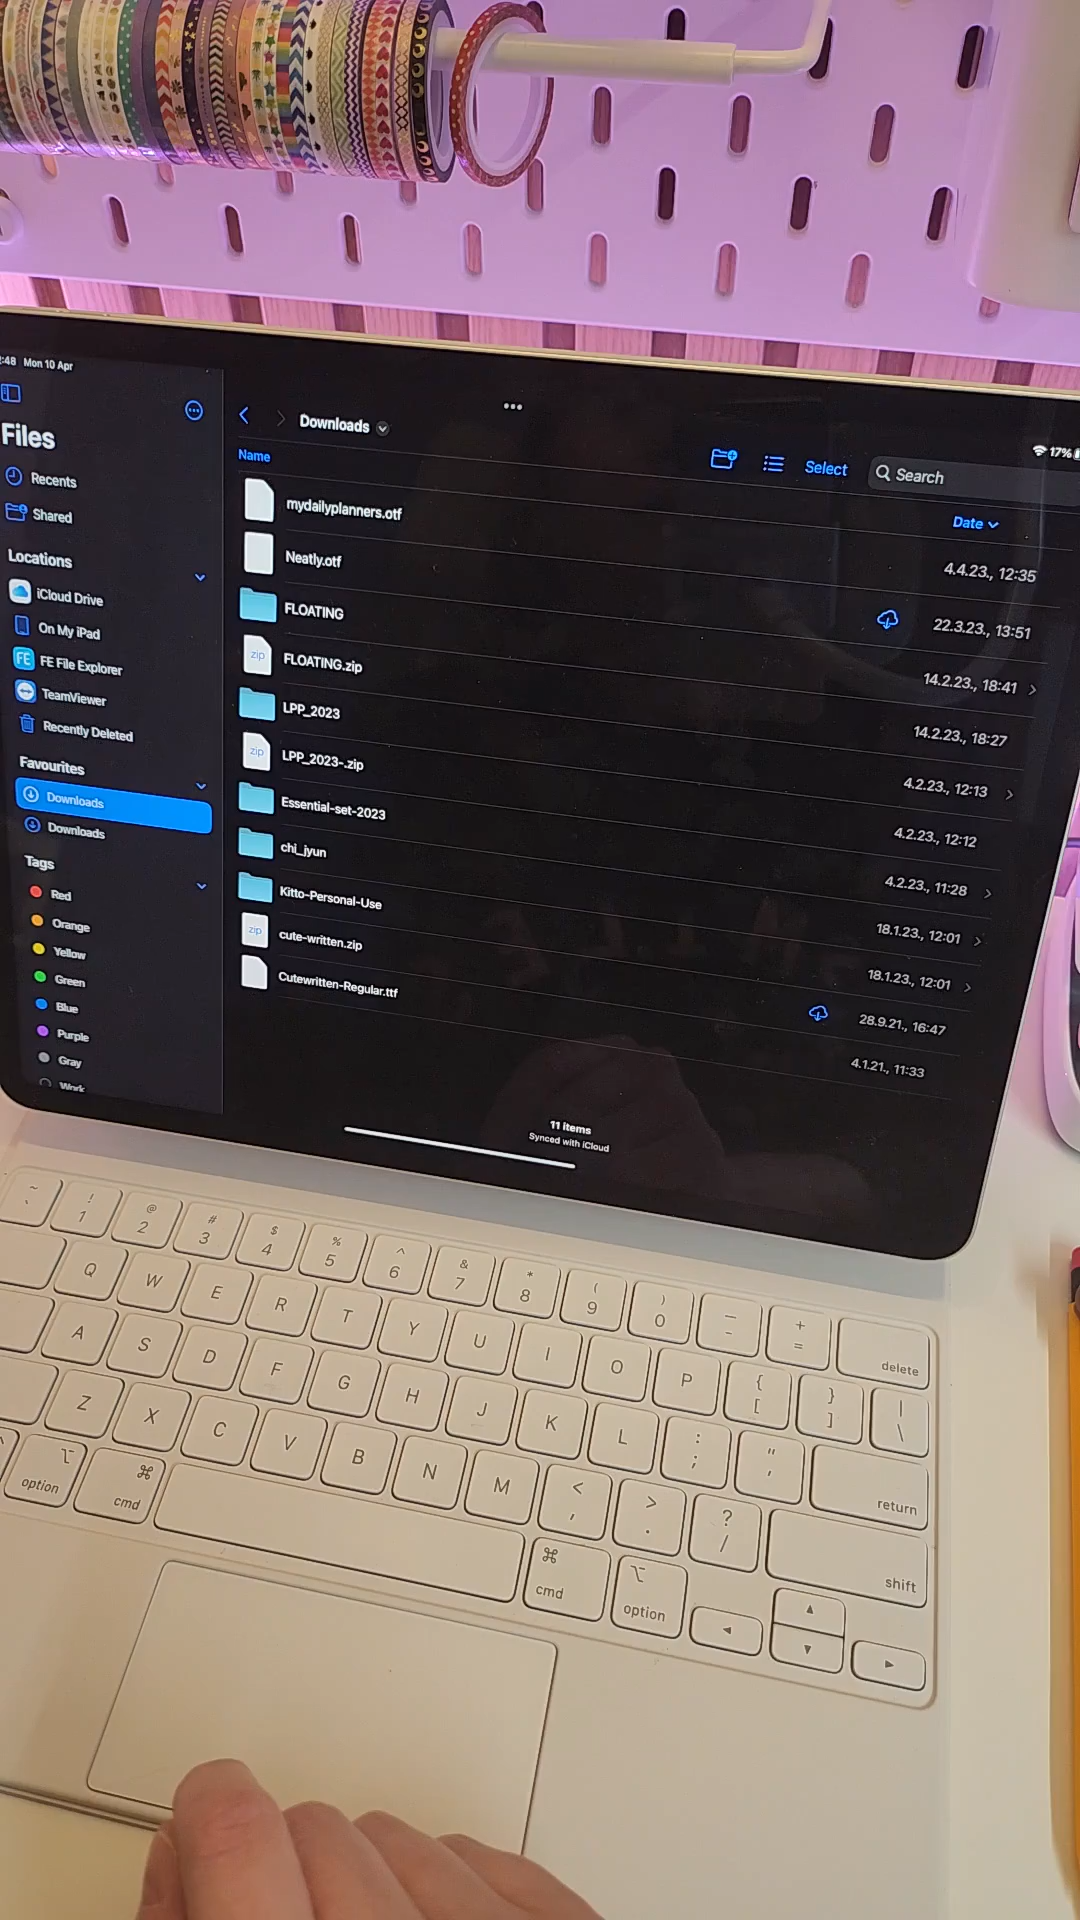 :48 Mon 10 Apr
17%
Files
Recents
Shared
Locations
iCloud Drive
On My iPad
FE File Explorer
TeamViewer
Recently Deleted
Favourites
Downloads
Downloads
Tags
Red
Orange
Yellow
Green
Blue
Purple
Gray
Work
Downloads
Select
Search
Name
Date
mydailyplanners.otf
4.4.23., 12:35
Neatly.otf
22.3.23., 13:51
FLOATING
14.2.23., 18:41
zip FLOATING.zip
14.2.23., 18:27
LPP_2023
4.2.23., 12:13
zip LPP_2023-.zip
4.2.23., 12:12
Essential-set-2023
4.2.23., 11:28
chi_jyun
18.1.23., 12:01
Kitto-Personal-Use
18.1.23., 12:01
zip cute-written.zip
28.9.21., 16:47
Cutewritten-Regular.ttf
4.1.21., 11:33
11 items
Synced with iCloud
~ ` ! 1 @ 2 # 3 $ 4 % 5 ^ 6 & 7 * 8 ( 9 ) 0 — - + = delete
Q W E R T Y U I O P { [ } ] | \
A S D F G H J K L : ; " ' return
Z X C V B N M < , > . ? / shift
option ⌘ cmd ⌘ cmd option ◀ ▲ ▼ ▶